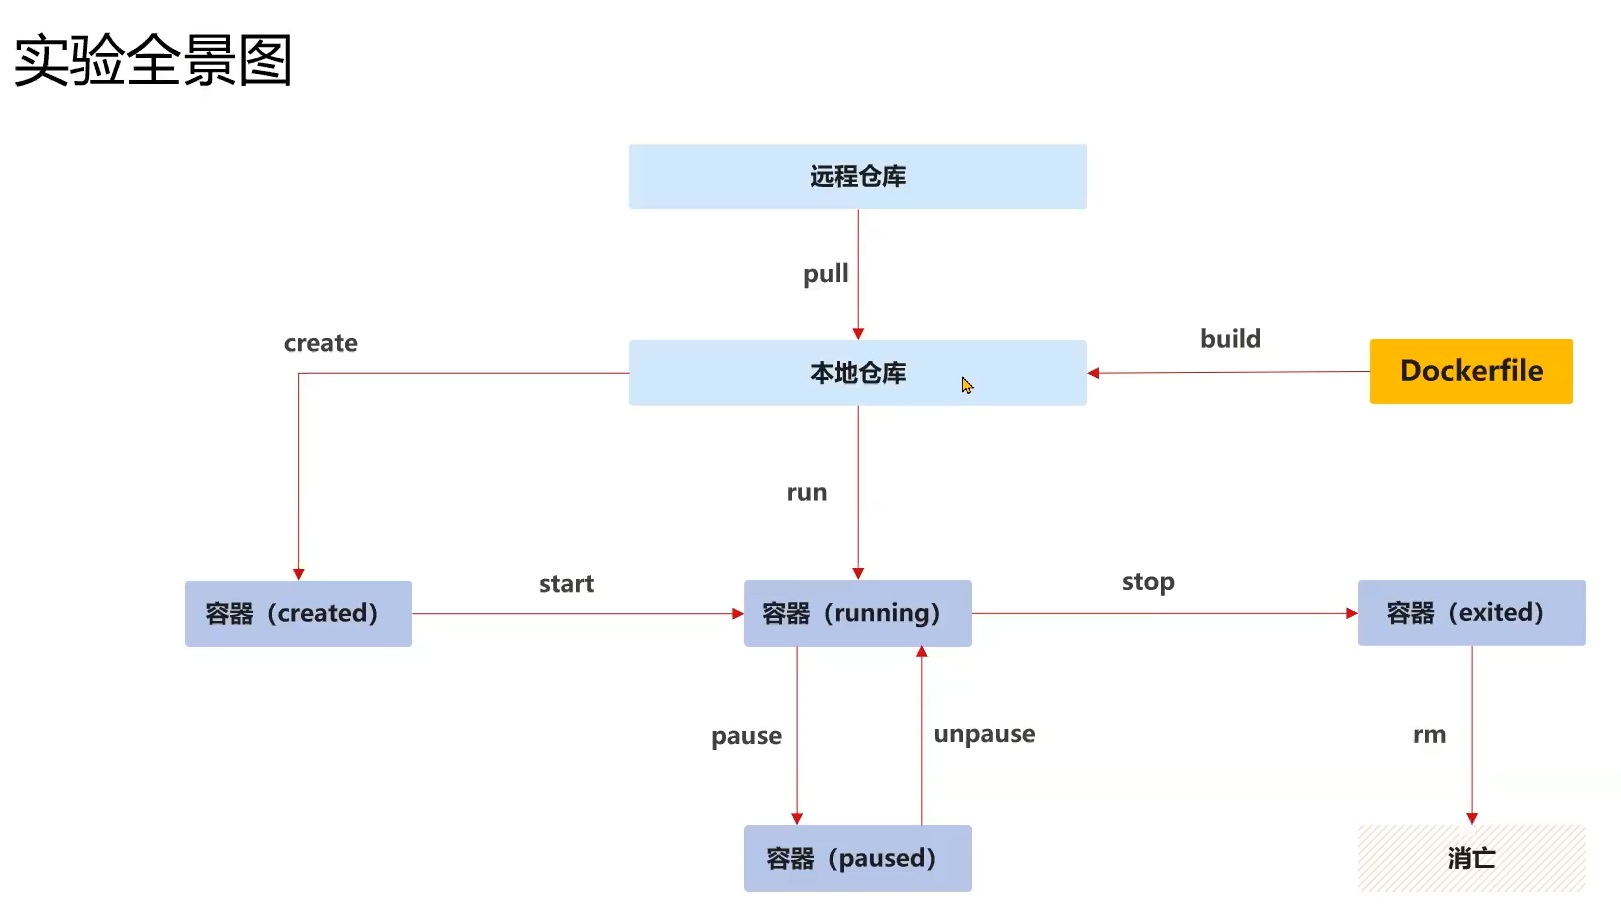 实验全景图
远程仓库
pull
create
build
本地仓库
Dockerfile
run
start
stop
容器（created）
容器（running）
容器（exited）
pause
unpause
rm
容器（paused）
消亡